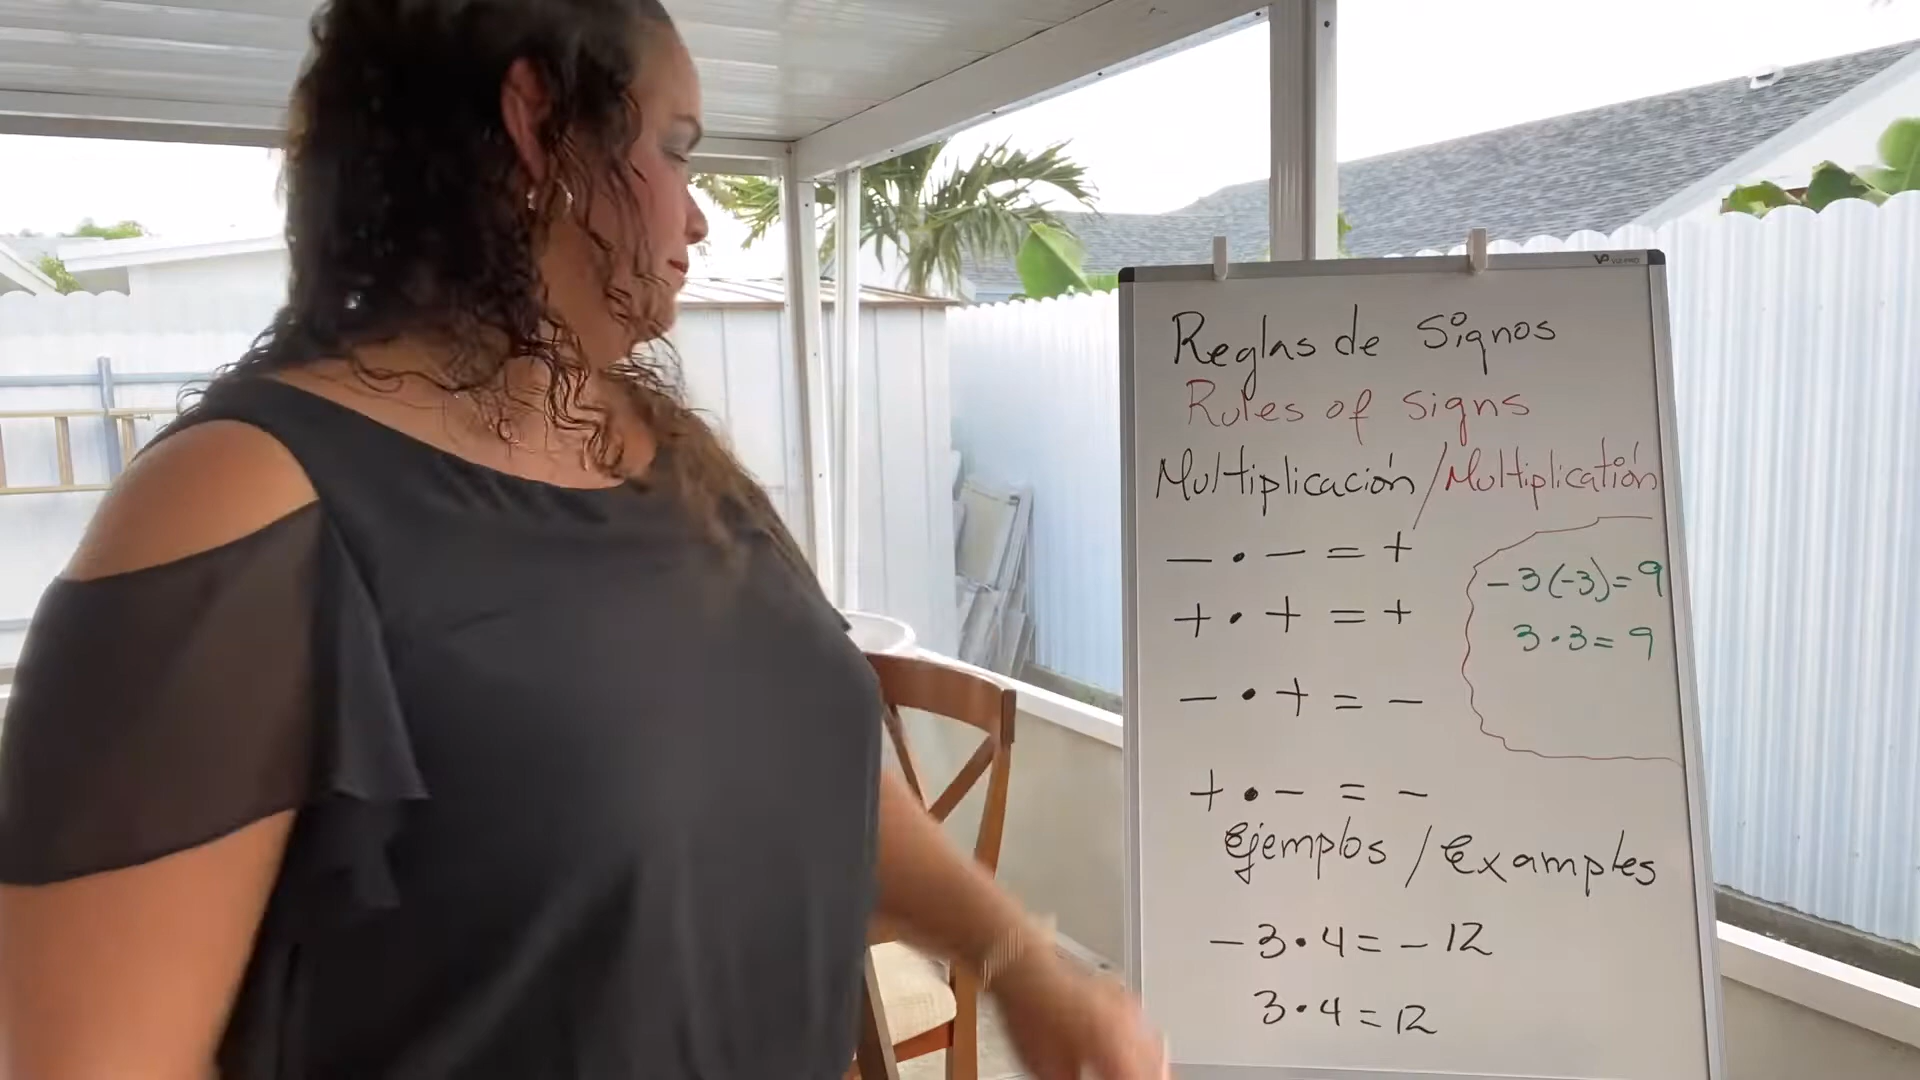 Reglas de Signos
Rules of signs
Multiplicación / Multiplicatión
− • − = +
+ • + = +
− • + = −
+ • − = −
-3(-3)=9
3·3=9
Ejemplos / Examples
-3·4=-12
3·4=12